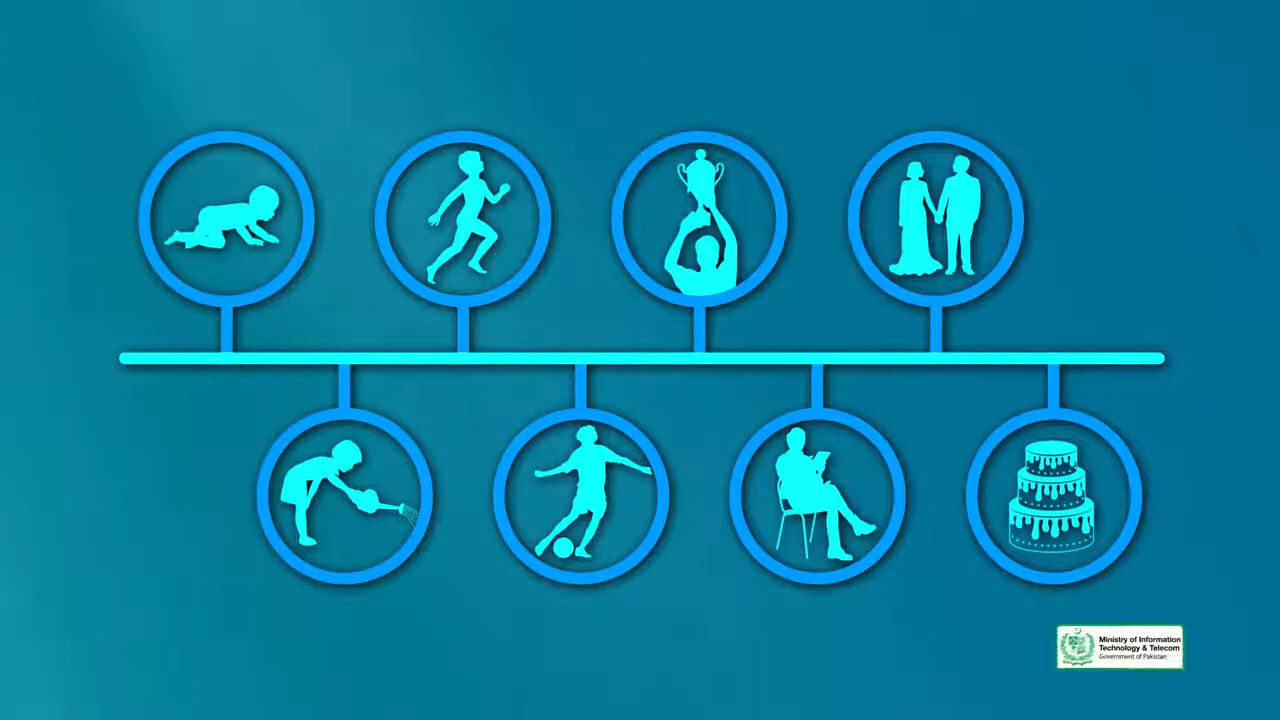 Ministry of Information
Technology & Telecom
Government of Pakistan